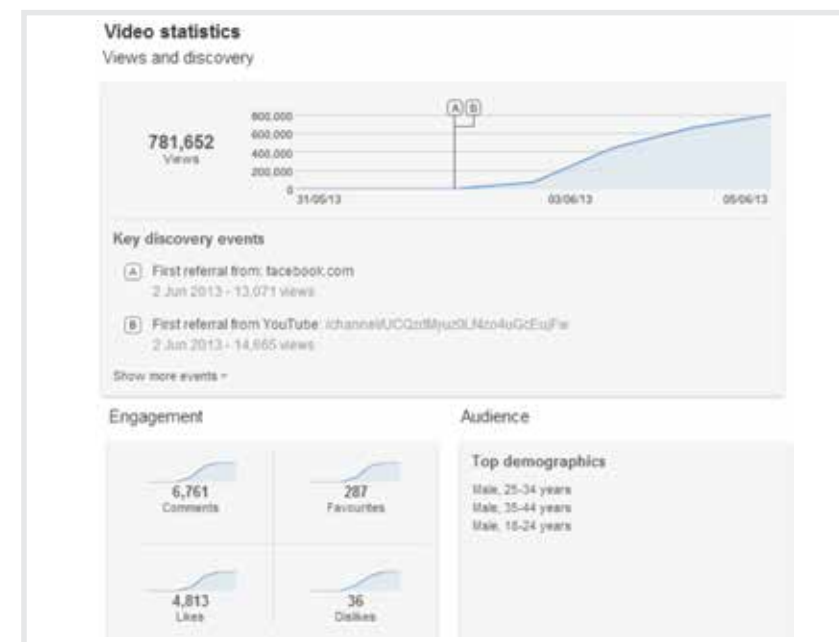 Video statistics
Views and discovery
781,652
Views
800,000
600,000
400,000
200,000
0
A B
31/05/13
03/06/13
05/06/13
Key discovery events
A First referral from: facebook.com
2 Jun 2013 - 13,071 views
B First referral from YouTube:
2 Jun 2013 - 14,665 views
Show more events
Engagement
6,761
Comments
287
Favourites
4,813
Likes
36
Dislikes
Audience
Top demographics
Male, 25-34 years
Male, 35-44 years
Male, 18-24 years